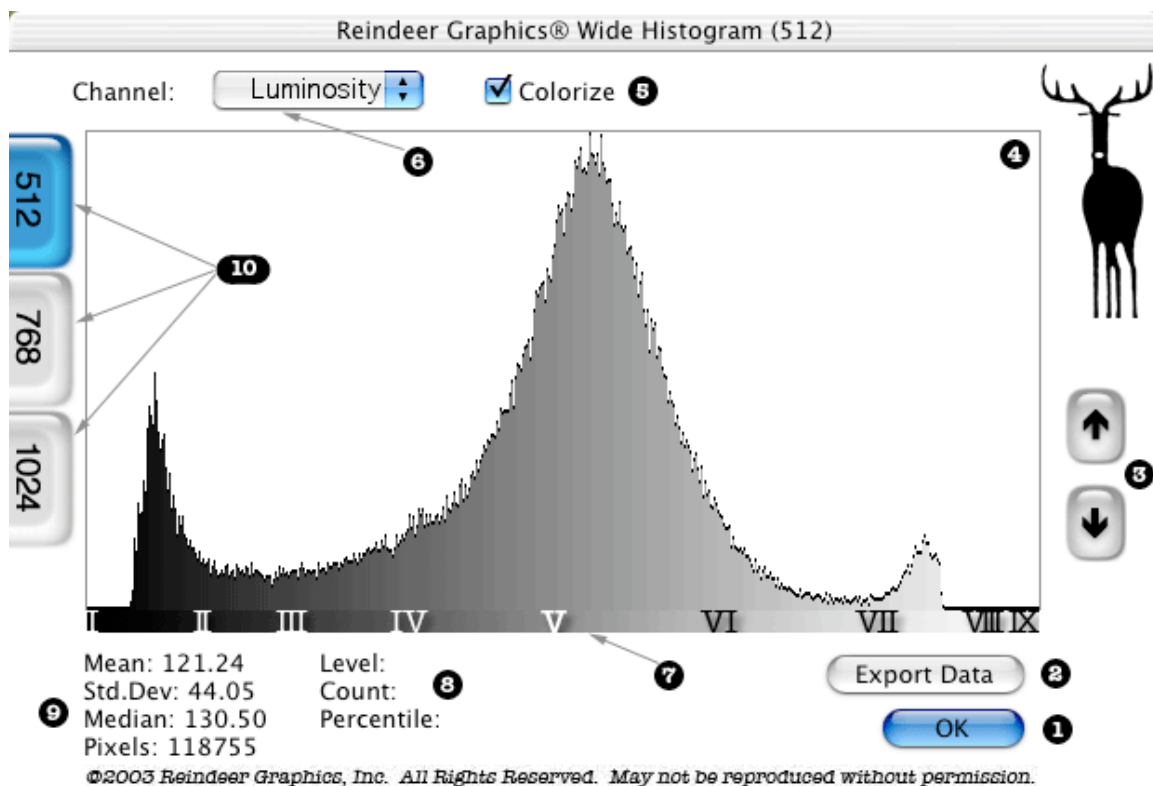 Reindeer Graphics® Wide Histogram (512)
Channel: Luminosity Colorize 5
6
4
512
10
768
1024
3
I II III IV V VI VII VIII IX
7
Mean: 121.24
Std.Dev: 44.05
Median: 130.50
Pixels: 118755
9
Level:
Count:
Percentile:
8
Export Data 2
OK 1
©2003 Reindeer Graphics, Inc. All Rights Reserved. May not be reproduced without permission.